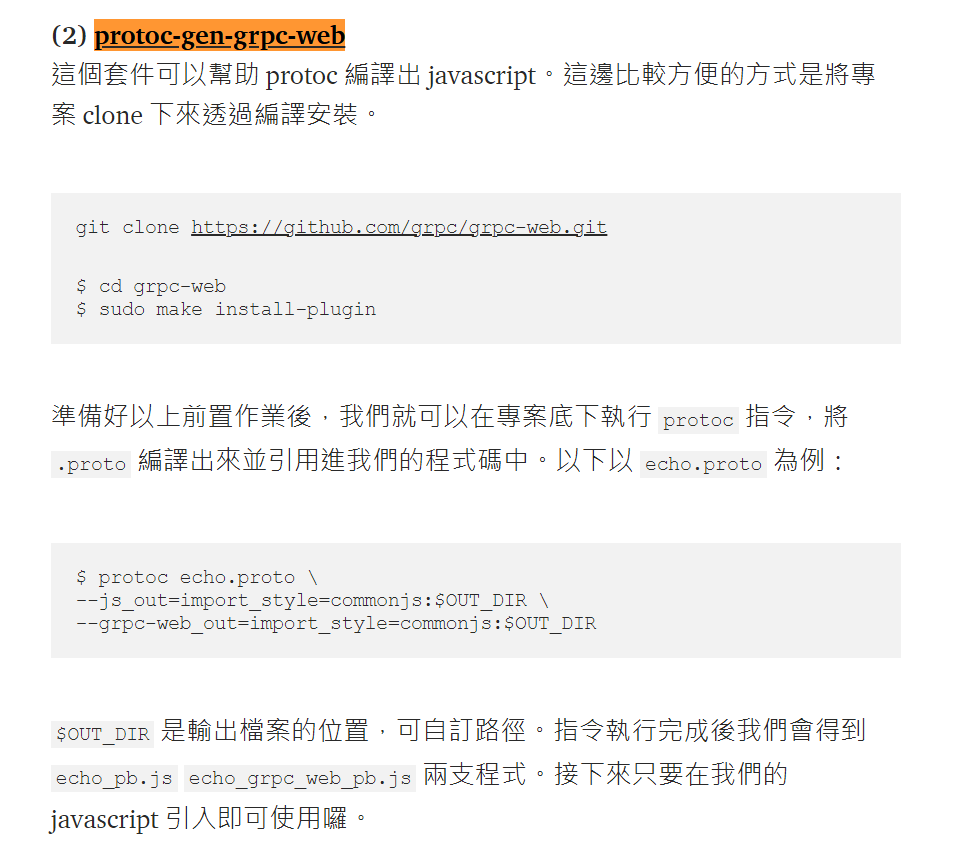 (2) protoc-gen-grpc-web
這個套件可以幫助 protoc 編譯出 javascript。這邊比較方便的方式是將專
案 clone 下來透過編譯安裝。
git clone https://github.com/grpc/grpc-web.git
$ cd grpc-web
$ sudo make install-plugin
準備好以上前置作業後，我們就可以在專案底下執行 protoc 指令，將
.proto 編譯出來並引用進我們的程式碼中。以下以 echo.proto 為例：
$ protoc echo.proto \
--js_out=import_style=commonjs:$OUT_DIR \
--grpc-web_out=import_style=commonjs:$OUT_DIR
$OUT_DIR 是輸出檔案的位置，可自訂路徑。指令執行完成後我們會得到
echo_pb.js echo_grpc_web_pb.js 兩支程式。接下來只要在我們的
javascript 引入即可使用囉。